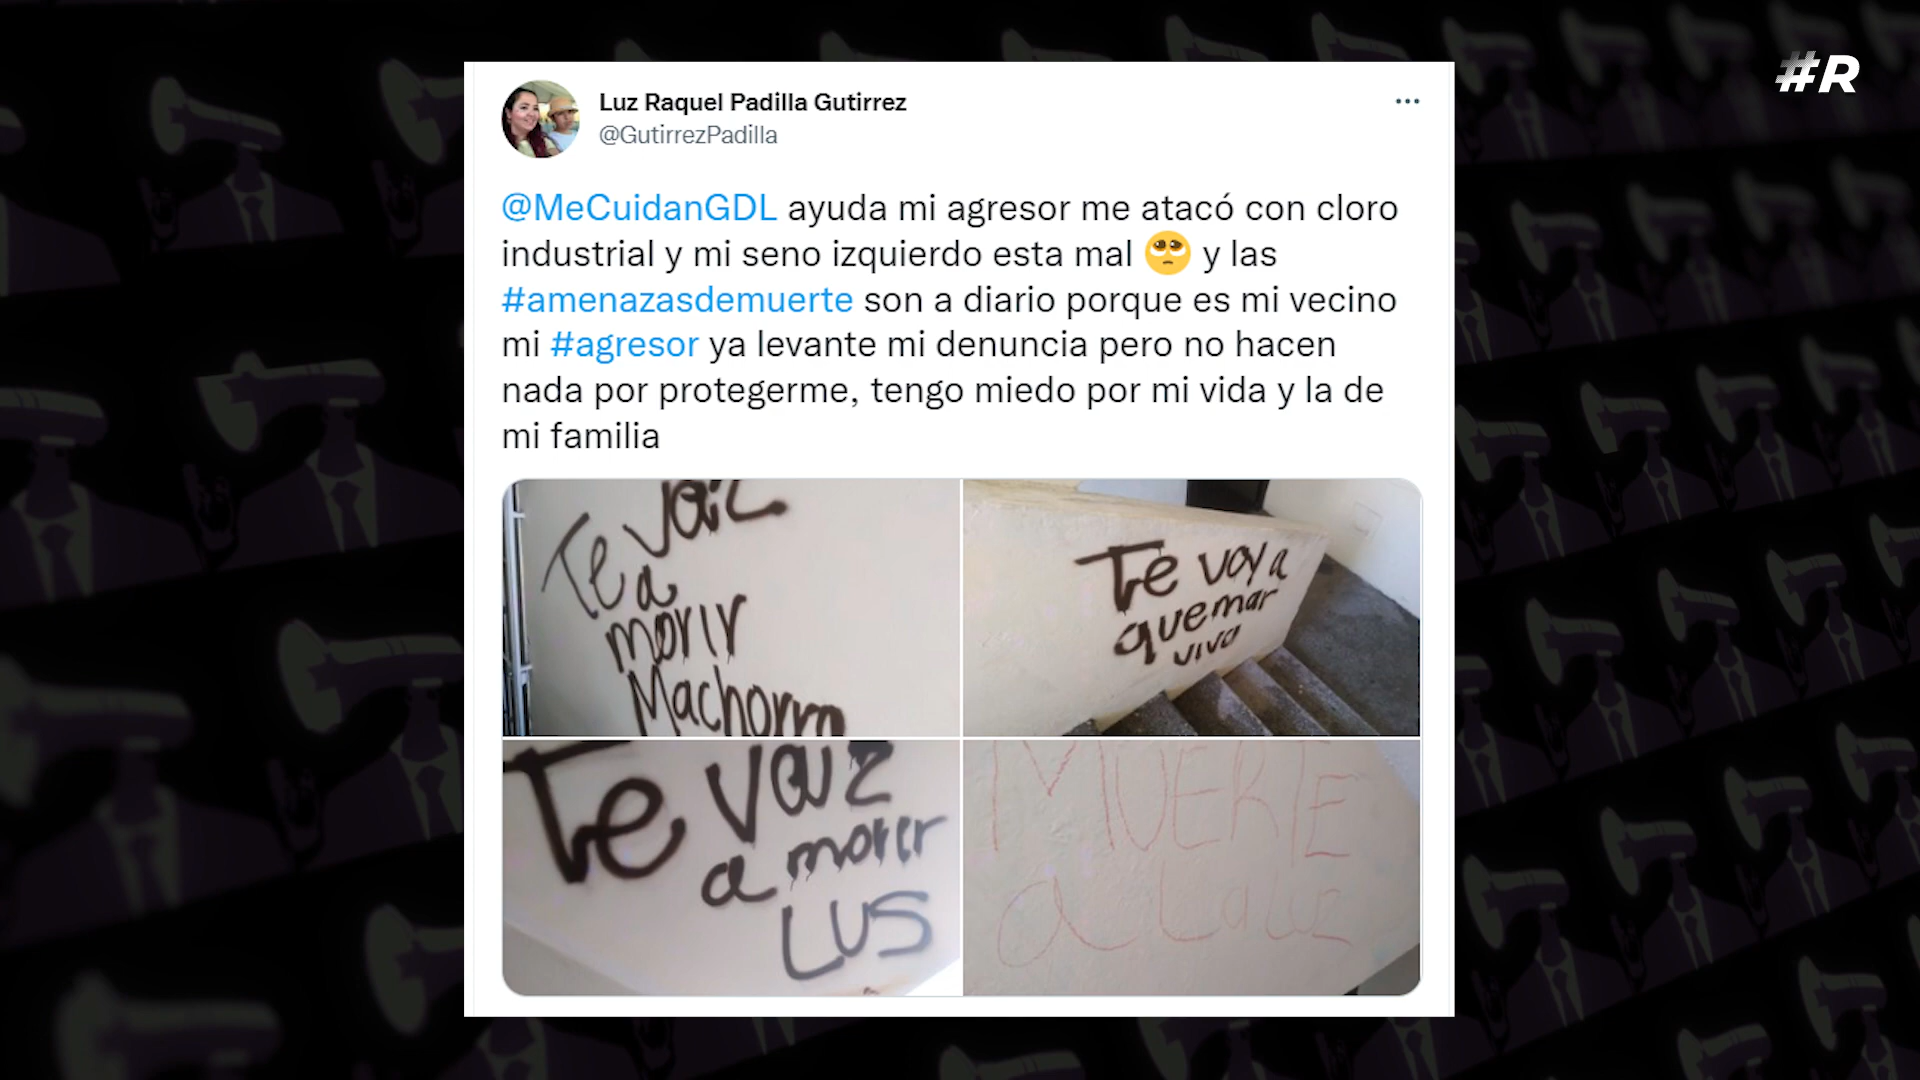 #R
Luz Raquel Padilla Gutirrez
@GutirrezPadilla
@MeCuidanGDL ayuda mi agresor me atacó con cloro
industrial y mi seno izquierdo esta mal 🥺 y las
#amenazasdemuerte son a diario porque es mi vecino
mi #agresor ya levante mi denuncia pero no hacen
nada por protegerme, tengo miedo por mi vida y la de
mi familia
Te vaiz
a
morir
Machorra
Te voy a
quemar
viva
Te vaiz
a morir
LUS
MUERTE
a Laluz